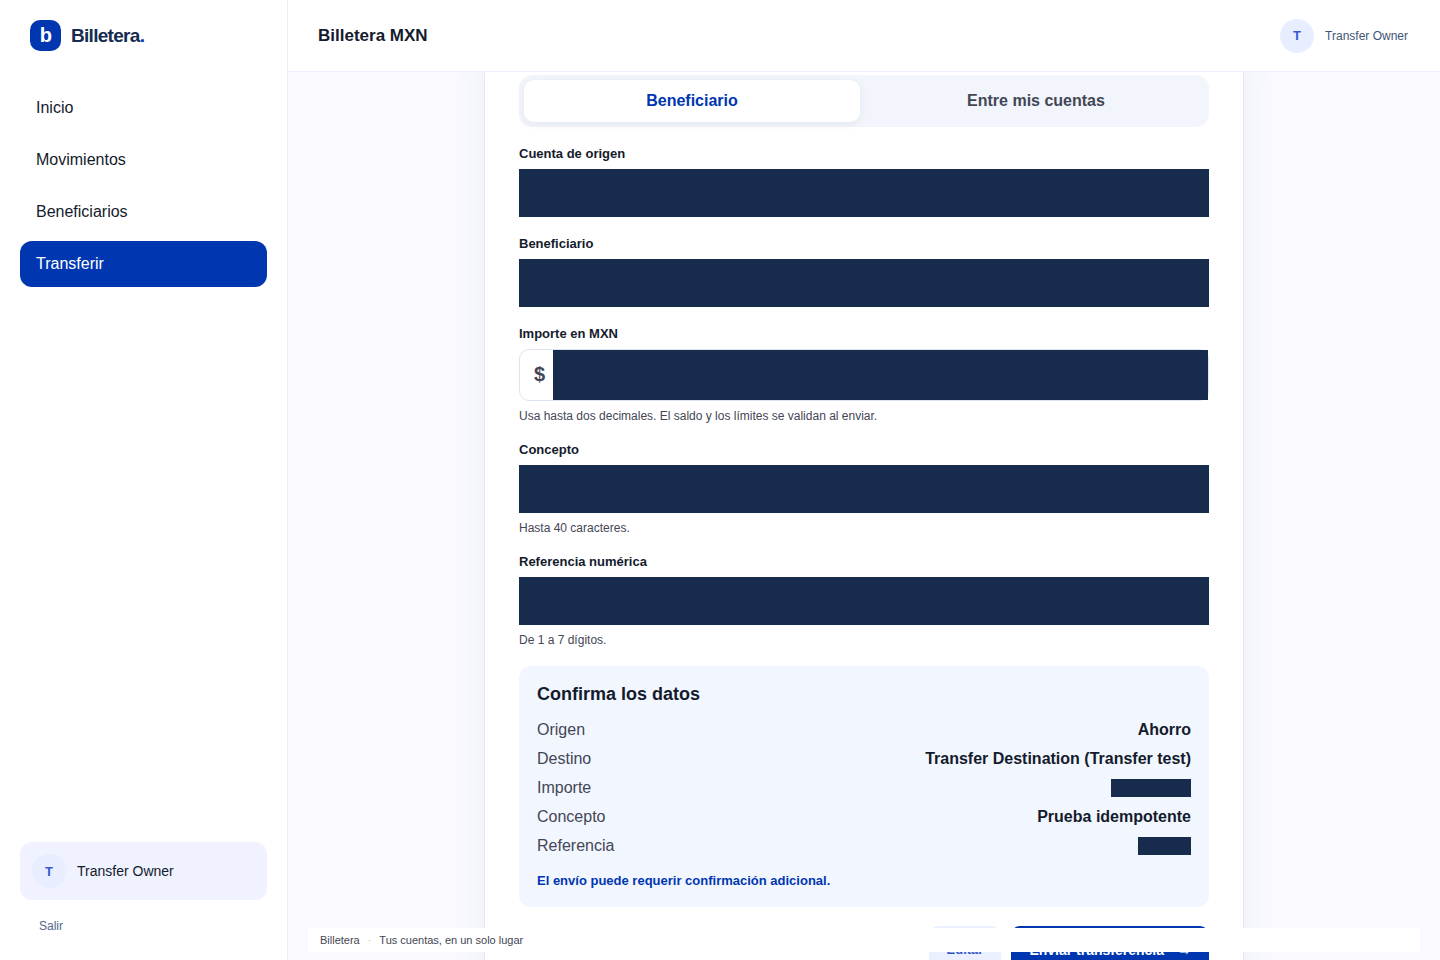 b Billetera.
Billetera MXN
T Transfer Owner
Inicio
Movimientos
Beneficiarios
Transferir
Beneficiario
Entre mis cuentas
Cuenta de origen
Beneficiario
Importe en MXN
$
Usa hasta dos decimales. El saldo y los límites se validan al enviar.
Concepto
Hasta 40 caracteres.
Referencia numérica
De 1 a 7 dígitos.
Confirma los datos
Origen Ahorro
Destino Transfer Destination (Transfer test)
Importe
Concepto Prueba idempotente
Referencia
El envío puede requerir confirmación adicional.
T Transfer Owner
Salir
Billetera · Tus cuentas, en un solo lugar
Editar
Enviar transferencia